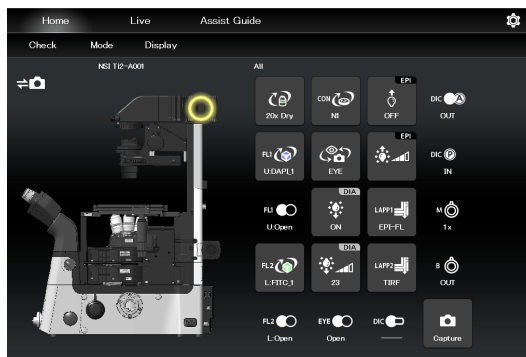 Home Live Assist Guide
Check Mode Display
NSI Ti2-A001 All
20x Dry
CON
N1
EPI
OFF
DIC
OUT
FL1
U:DAPI_1
EYE
EPI
DIC
IN
FL1
U:Open
DIA
ON
LAPP1
EPI-FL
M
1x
FL2
L:FITC_1
DIA
23
LAPP2
TIRF
B
OUT
FL2
L:Open
EYE
Open
DIC
Capture